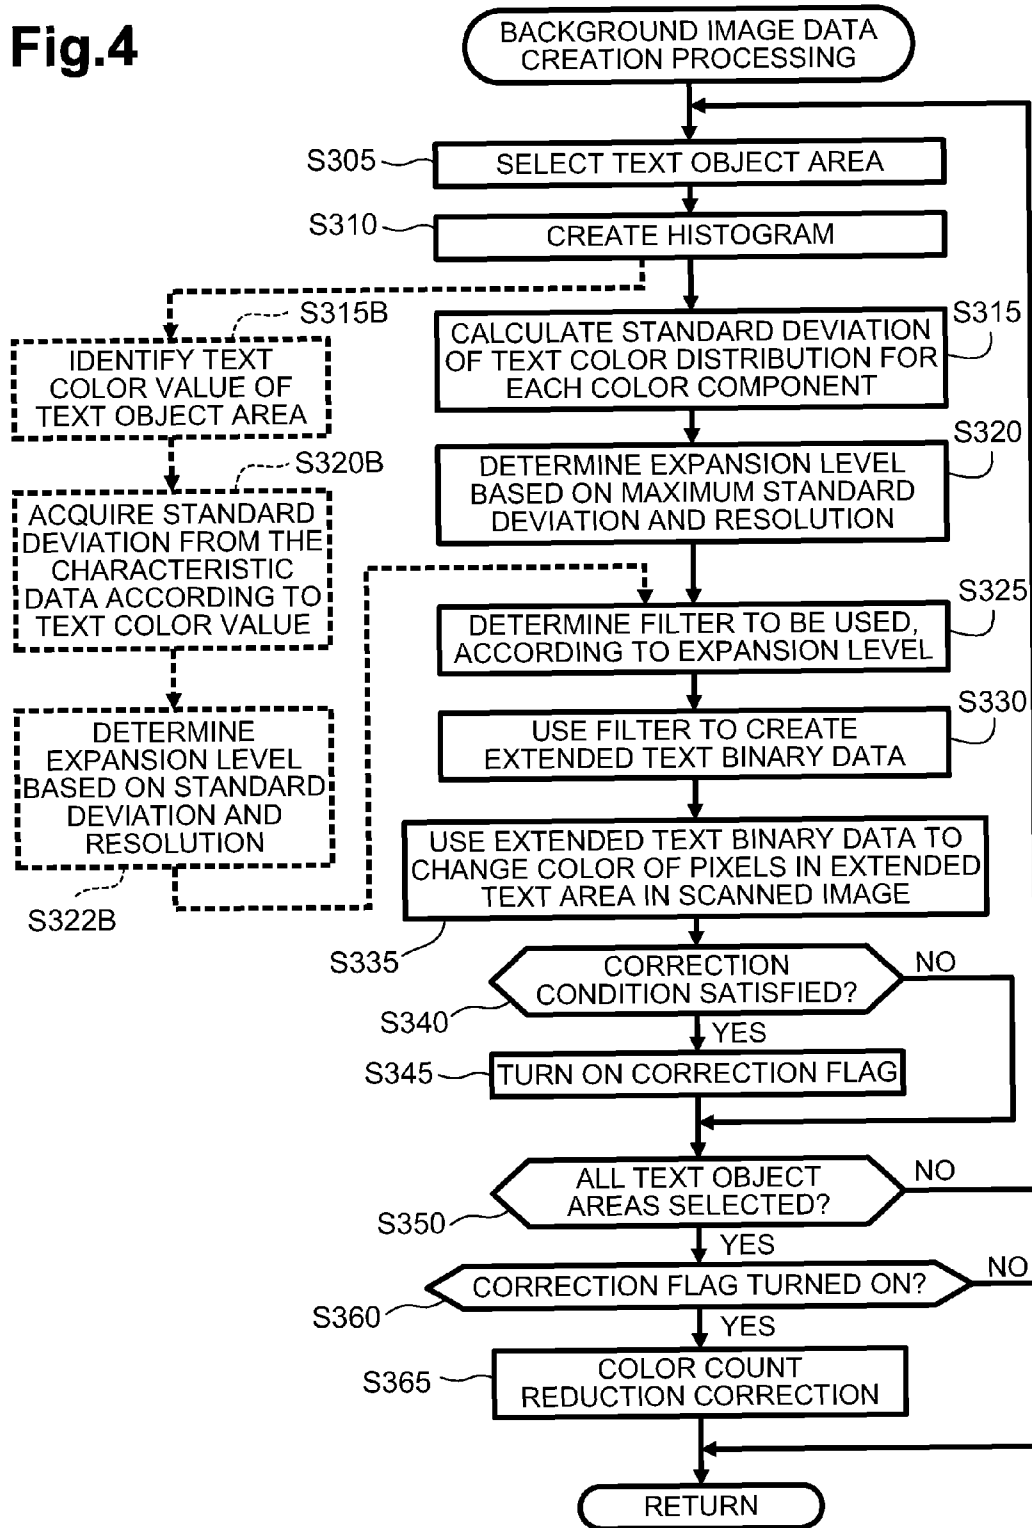 Fig.4
BACKGROUND IMAGE DATA
CREATION PROCESSING
S305
SELECT TEXT OBJECT AREA
S310
CREATE HISTOGRAM
S315B
IDENTIFY TEXT
COLOR VALUE OF
TEXT OBJECT AREA
S315
CALCULATE STANDARD DEVIATION
OF TEXT COLOR DISTRIBUTION FOR
EACH COLOR COMPONENT
S320B
ACQUIRE STANDARD
DEVIATION FROM THE
CHARACTERISTIC
DATA ACCORDING TO
TEXT COLOR VALUE
S320
DETERMINE EXPANSION LEVEL
BASED ON MAXIMUM STANDARD
DEVIATION AND RESOLUTION
S325
DETERMINE FILTER TO BE USED,
ACCORDING TO EXPANSION LEVEL
DETERMINE
EXPANSION LEVEL
BASED ON STANDARD
DEVIATION AND
RESOLUTION
S322B
S330
USE FILTER TO CREATE
EXTENDED TEXT BINARY DATA
USE EXTENDED TEXT BINARY DATA TO
CHANGE COLOR OF PIXELS IN EXTENDED
TEXT AREA IN SCANNED IMAGE
S335
CORRECTION
CONDITION SATISFIED?
NO
S340
YES
S345
TURN ON CORRECTION FLAG
ALL TEXT OBJECT
AREAS SELECTED?
NO
S350
YES
CORRECTION FLAG TURNED ON?
NO
S360
YES
S365
COLOR COUNT
REDUCTION CORRECTION
RETURN